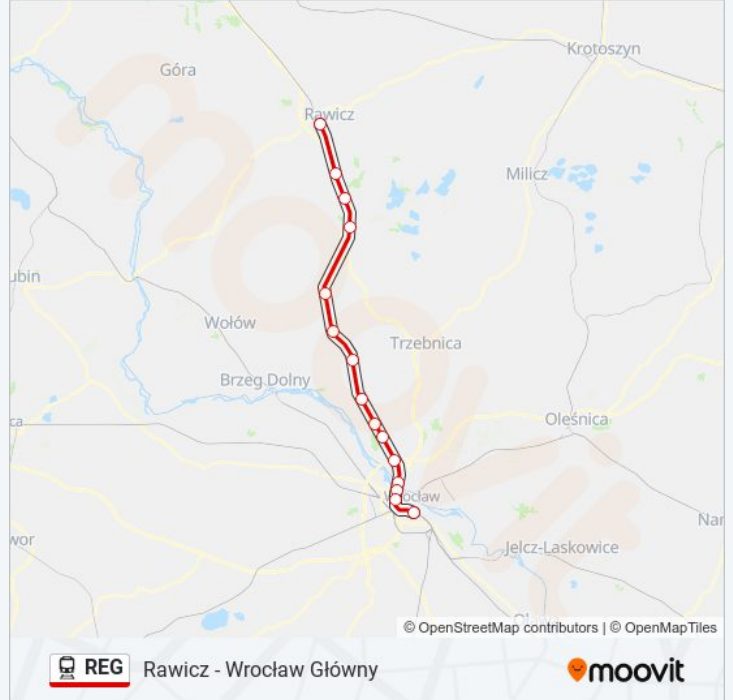 Krotoszyn
Góra
Rawicz
Milicz
ubin
Wołów
Trzebnica
Brzeg Dolny
ca
Oleśnica
Wrocław
Nar
wor
Jelcz-Laskowice
© OpenStreetMap contributors | © OpenMapTiles
REG Rawicz - Wrocław Główny
moovit
moovit